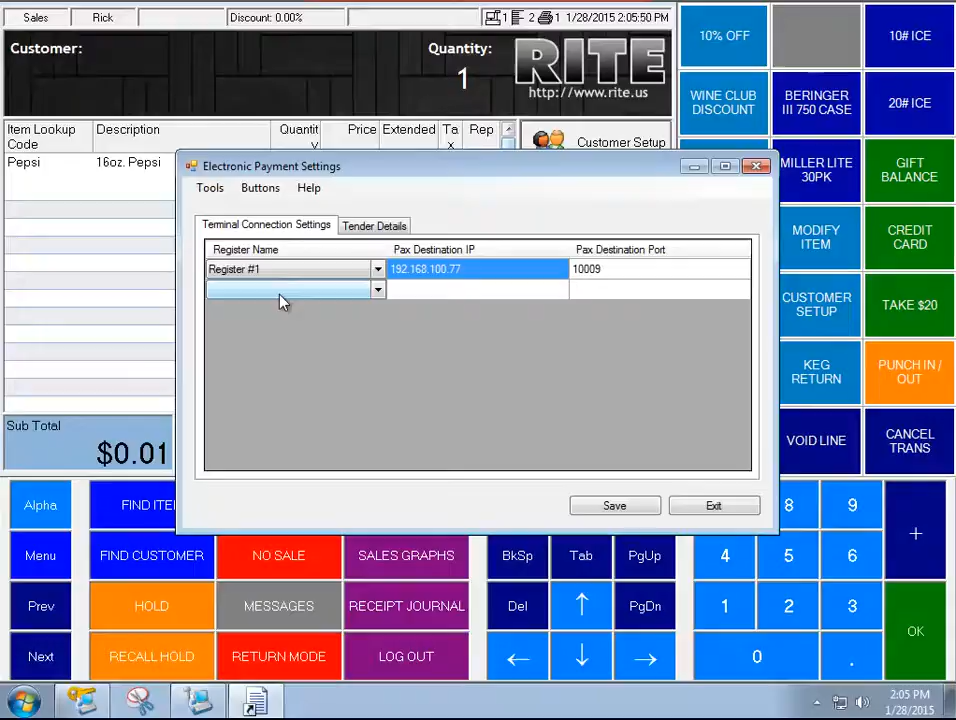 Sales
Rick
Discount: 0.00%
1
2
1
1/28/2015 2:05:50 PM
Customer:
Quantity:
1
RITE
http://www.rite.us
Item Lookup Code
Description
Quantit
y
Price
Extended
Ta
x
Rep
Pepsi
16oz. Pepsi
Customer Setup
Electronic Payment Settings
Tools
Buttons
Help
Terminal Connection Settings
Tender Details
Register Name
Pax Destination IP
Pax Destination Port
Register #1
192.168.100.77
10009
Save
Exit
Sub Total
$0.01
10% OFF
10# ICE
WINE CLUB
DISCOUNT
BERINGER
III 750 CASE
20# ICE
MILLER LITE
30PK
GIFT
BALANCE
MODIFY
ITEM
CREDIT
CARD
CUSTOMER
SETUP
TAKE $20
KEG
RETURN
PUNCH IN /
OUT
VOID LINE
CANCEL
TRANS
Alpha
FIND ITE
8
9
+
Menu
FIND CUSTOMER
NO SALE
SALES GRAPHS
BkSp
Tab
PgUp
4
5
6
Prev
HOLD
MESSAGES
RECEIPT JOURNAL
Del
↑
PgDn
1
2
3
OK
Next
RECALL HOLD
RETURN MODE
LOG OUT
←
↓
→
0
.
2:05 PM
1/28/2015